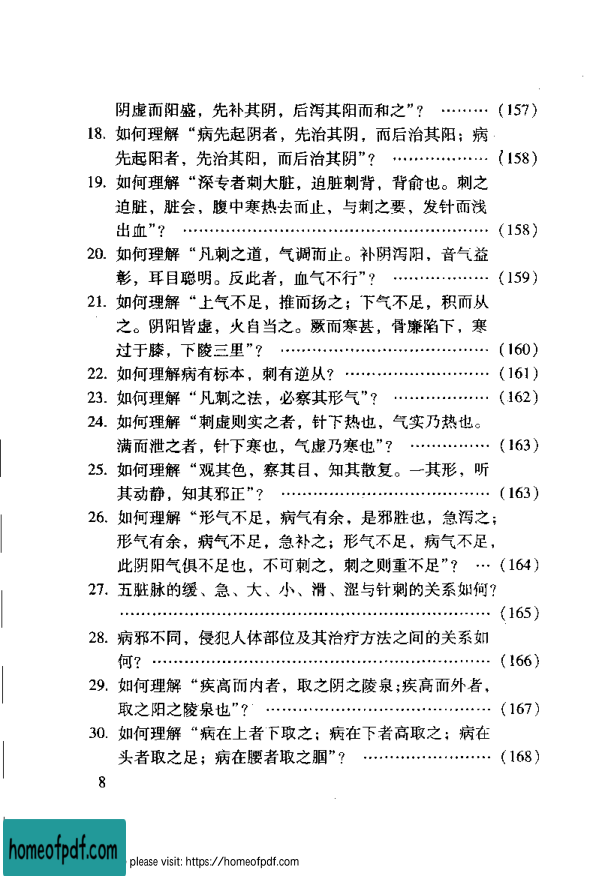 阴虚而阳盛，先补其阴，后泻其阳而和之”？ ……… (157)
18. 如何理解“病先起阴者，先治其阴，而后治其阳；病
先起阳者，先治其阳，而后治其阴”？ ……………… (158)
19. 如何理解“深专者刺大脏，迫脏刺背，背俞也。刺之
迫脏，脏会，腹中寒热去而止，与刺之要，发针而浅
出血”？ …………………………………………… (158)
20. 如何理解“凡刺之道，气调而止。补阴泻阳，音气益
彰，耳目聪明。反此者，血气不行”？ ……………… (159)
21. 如何理解“上气不足，推而扬之；下气不足，积而从
之。阴阳皆虚，火自当之。厥而寒甚，骨廉陷下，寒
过于膝，下陵三里”？ ………………………………… (160)
22. 如何理解病有标本，刺有逆从？ …………………… (161)
23. 如何理解“凡刺之法，必察其形气”？ ……………… (162)
24. 如何理解“刺虚则实之者，针下热也，气实乃热也。
满而泄之者，针下寒也，气虚乃寒也”？ …………… (163)
25. 如何理解“观其色，察其目，知其散复。一其形，听
其动静，知其邪正”？ ………………………………… (163)
26. 如何理解“形气不足，病气有余，是邪胜也，急泻之；
形气有余，病气不足，急补之；形气不足，病气不足，
此阴阳气俱不足也，不可刺之，刺之则重不足”？ … (164)
27. 五脏脉的缓、急、大、小、滑、涩与针刺的关系如何？
…………………………………………………………… (165)
28. 病邪不同，侵犯人体部位及其治疗方法之间的关系如
何？ ……………………………………………………… (166)
29. 如何理解“疾高而内者，取之阴之陵泉；疾高而外者，
取之阳之陵泉也”？ …………………………………… (167)
30. 如何理解“病在上者下取之；病在下者高取之；病在
头者取之足；病在腰者取之腘”？ …………………… (168)
8
homeofpdf.com
please visit: https://homeofpdf.com